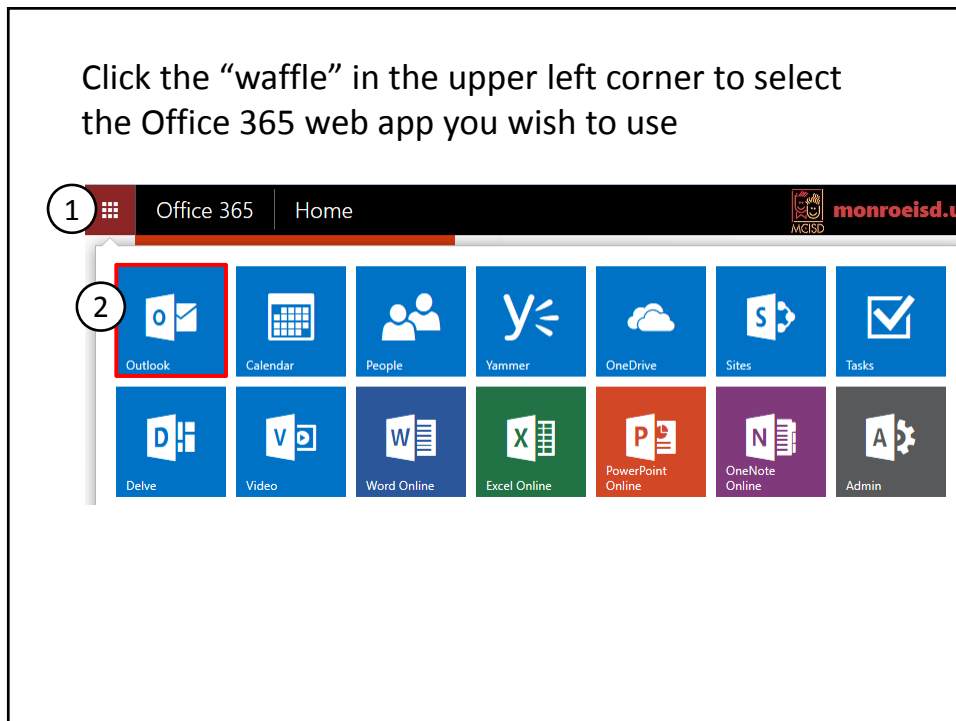 Click the “waffle” in the upper left corner to select
the Office 365 web app you wish to use
1
Office 365 Home
MCISD
monroeisd.u
2
Outlook Calendar People Yammer OneDrive Sites Tasks
Delve Video Word Online Excel Online PowerPoint Online OneNote Online Admin